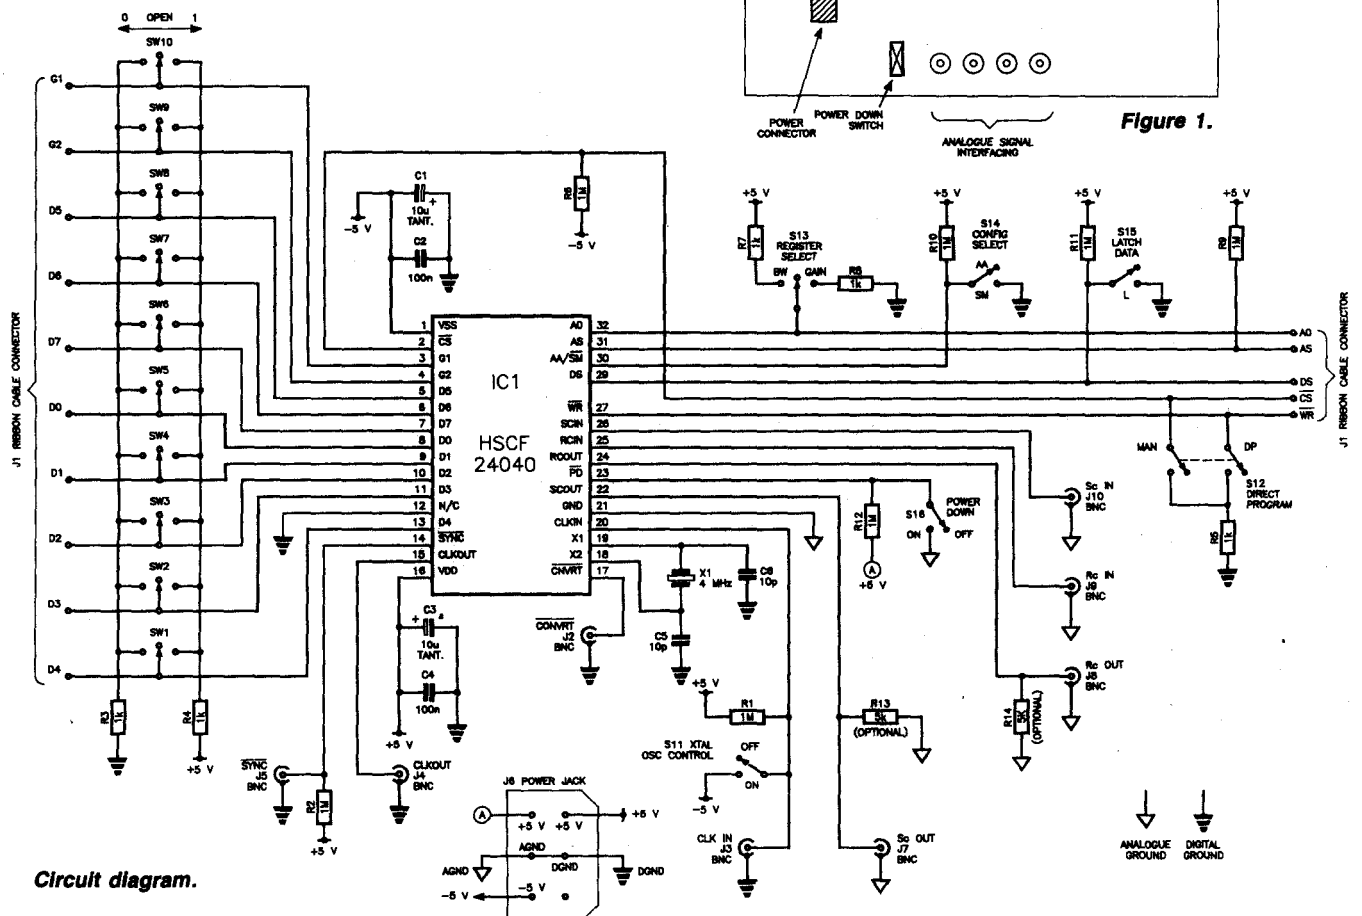 0 OPEN 1
SW10
G1
SW9
G2
SW8
D5
SW7
D6
SW6
D7
SW5
D0
SW4
D1
SW3
D2
SW2
D3
SW1
D4
J1 RIBBON CABLE CONNECTOR
R3
1k
R4
1k
+5 V
POWER
CONNECTOR
POWER DOWN
SWITCH
ANALOGUE SIGNAL
INTERFACING
Figure 1.
C1
10u
TANT.
+
-5 V
C2
100n
R6
1M
-5 V
+5 V
R7
1k
S13
REGISTER
SELECT
BW
GAIN
1k
+5 V
R10
1M
S14
CONFIG
SELECT
AA
SM
+5 V
R11
1M
S15
LATCH
DATA
L
+5 V
R9
1M
IC1
HSCF
24040
1 VSS
2 CS
3 G1
4 G2
5 D5
6 D6
7 D7
8 D0
9 D1
10 D2
11 D3
12 N/C
13 D4
14 SYNC
15 CLKOUT
16 VDD
A0 32
AS 31
AA/SM 30
DS 29
WR 27
SCIN 26
RCIN 25
RCOUT 24
PD 23
SCOUT 22
GND 21
CLKIN 20
X1 19
X2 18
CNVRT 17
A0
AS
DS
CS
WR
J1 RIBBON CABLE CONNECTOR
MAN
DP
S12
DIRECT
PROGRAM
1k
Sc IN
J10
BNC
Rc IN
J9
BNC
Rc OUT
J8
BNC
R12
1M
A
+5 V
S16
POWER
DOWN
ON
OFF
X1
4 MHz
C6
10p
C5
10p
CONVRT
J2
BNC
C3
+
10u
TANT.
C4
100n
+5 V
+5 V
R1
1M
R13
5k
(OPTIONAL)
R14
5K
(OPTIONAL)
S11 XTAL
OSC CONTROL
OFF
ON
-5 V
SYNC
J5
BNC
R2
1M
+5 V
CLKOUT
J4
BNC
J6 POWER JACK
A
+5 V
+5 V
+5 V
AGND
AGND
DGND
DGND
-5 V
-5 V
CLK IN
J3
BNC
Sc OUT
J7
BNC
ANALOGUE
GROUND
DIGITAL
GROUND
Circuit diagram.